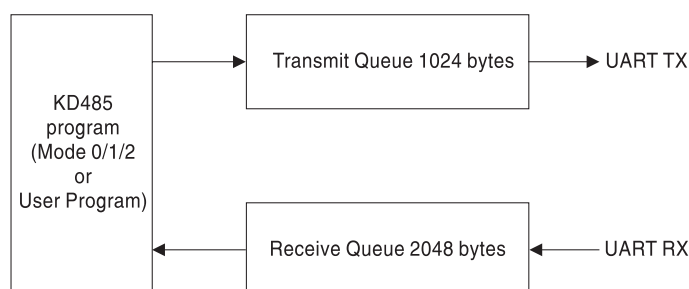 Transmit Queue 1024 bytes
UART TX
KD485
program
(Mode 0/1/2
or
User Program)
Receive Queue 2048 bytes
UART RX